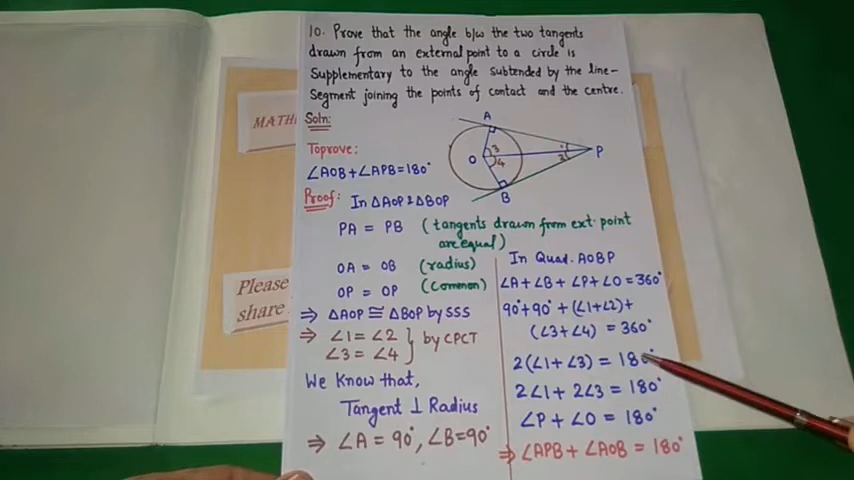 10. Prove that the angle b/w the two tangents
drawn from an external point to a circle is
Supplementary to the angle subtended by the line-
Segment joining the points of contact and the centre.
Soln:
Toprove:
∠AOB+∠APB=180°
Proof: In ΔAOP & ΔBOP
PA = PB (tangents drawn from ext. point
are equal)
OA = OB (radius)
OP = OP (Common)
⇒ ΔAOP ≅ ΔBOP by SSS
⇒ ∠1 = ∠2
∠3 = ∠4 } by CPCT
We Know that,
Tangent ⊥ Radius
⇒ ∠A = 90°, ∠B=90°
A
O
3
4
1
2
P
B
In Quad. AOBP
∠A + ∠B + ∠P + ∠O = 360°
90°+90° + (∠1+∠2)+
(∠3+∠4) = 360°
2(∠1+∠3) = 180°
2∠1 + 2∠3 = 180°
∠P + ∠O = 180°
⇒ ∠APB + ∠AOB = 180°
MATH
Please
share